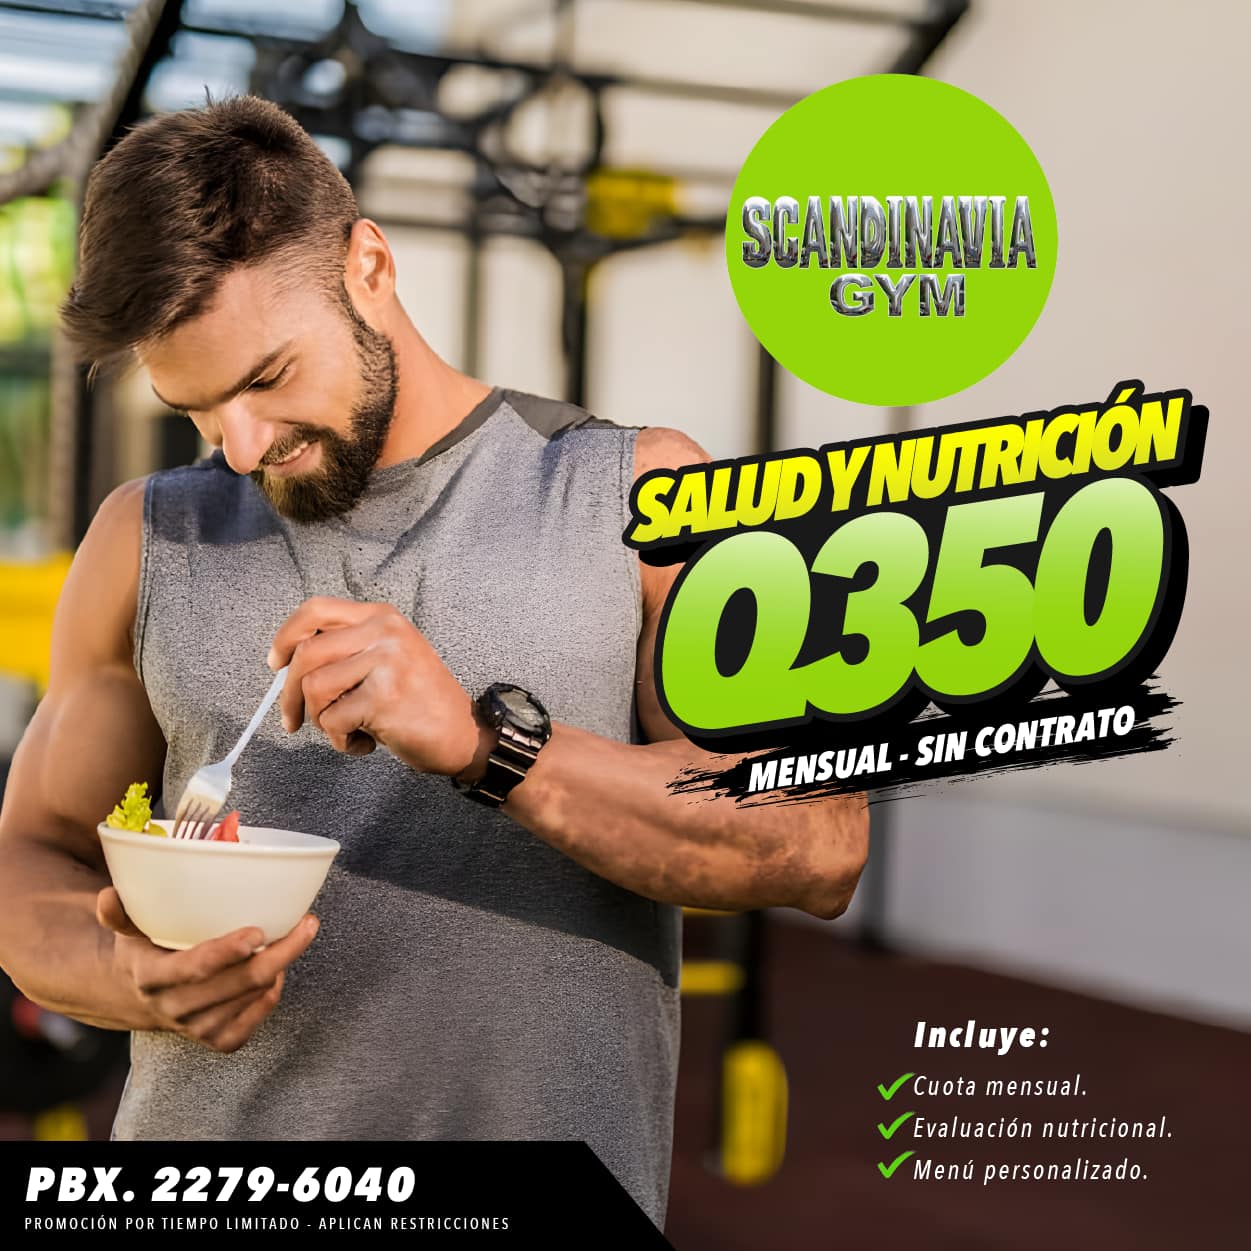 SCANDINAVIA
GYM
SALUD Y NUTRICIÓN
Q350
MENSUAL - SIN CONTRATO
Incluye:
Cuota mensual.
Evaluación nutricional.
Menú personalizado.
PBX. 2279-6040
PROMOCIÓN POR TIEMPO LIMITADO - APLICAN RESTRICCIONES